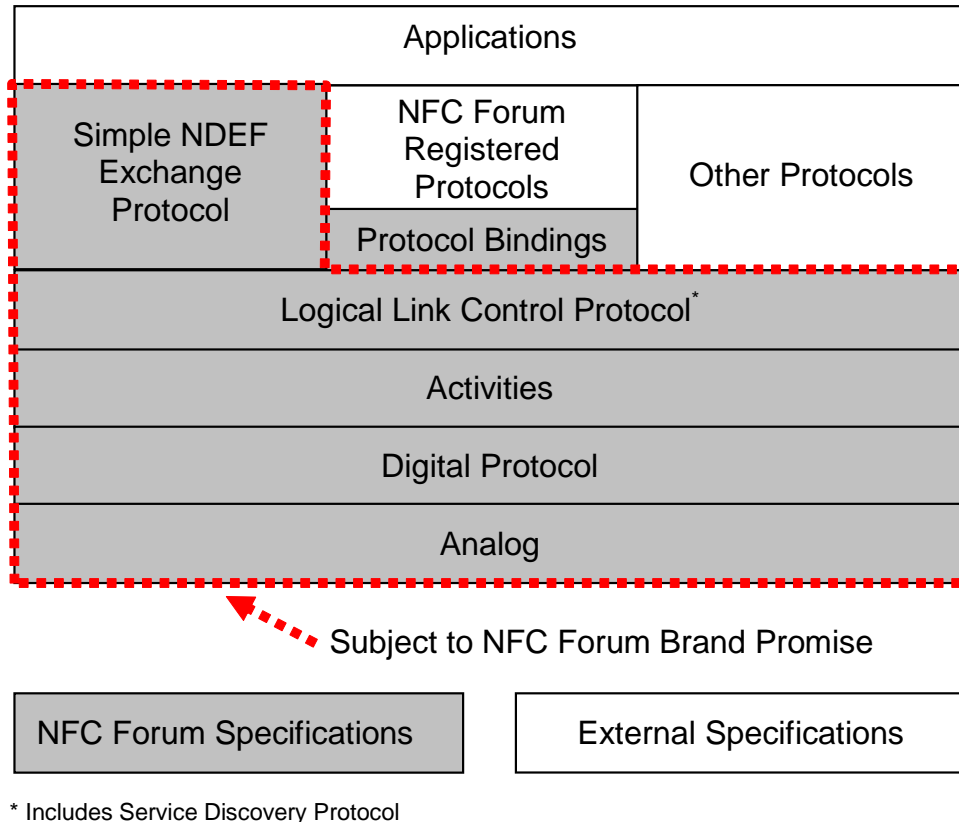 Applications
Simple NDEF
Exchange
Protocol
NFC Forum
Registered
Protocols
Other Protocols
Protocol Bindings
Logical Link Control Protocol*
Activities
Digital Protocol
Analog
Subject to NFC Forum Brand Promise
NFC Forum Specifications
External Specifications
* Includes Service Discovery Protocol